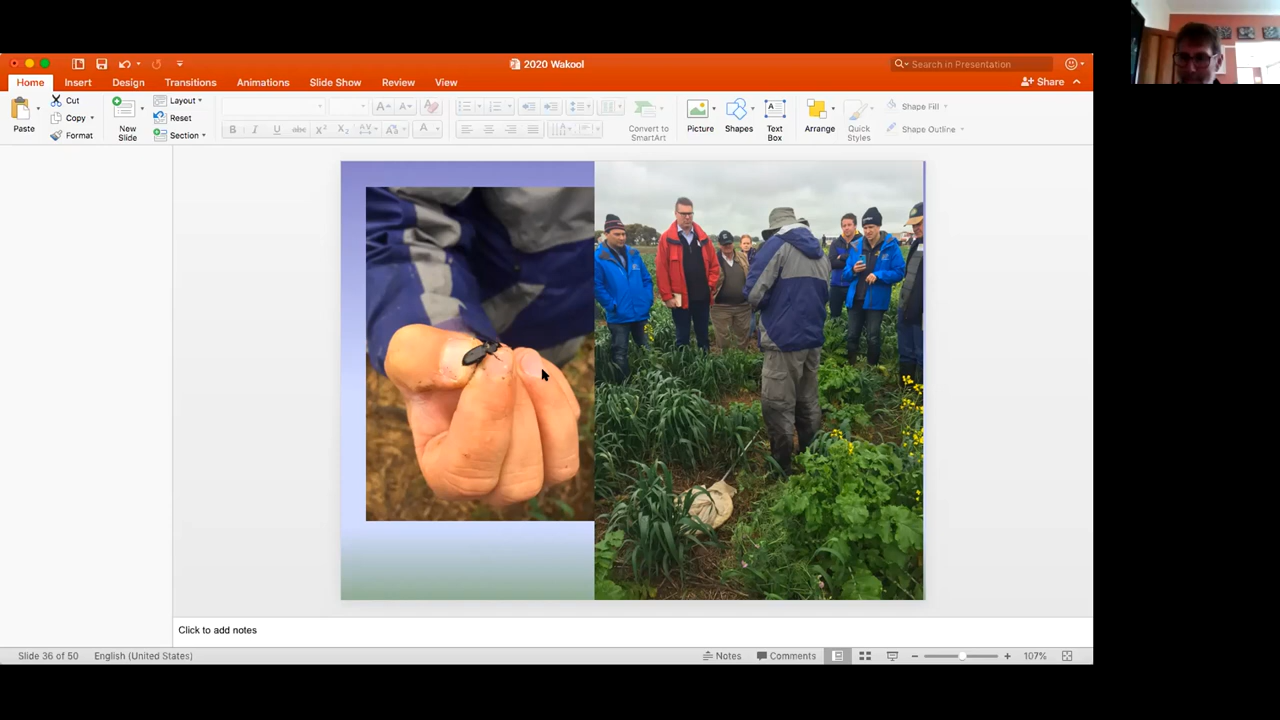 2020 Wakool
Search in Presentation
Home Insert Design Transitions Animations Slide Show Review View
Share
Paste
Cut
Copy
Format
New Slide
Layout
Reset
Section
Convert to SmartArt
Picture
Shapes
Text Box
Arrange
Quick Styles
Shape Fill
Shape Outline
Click to add notes
Slide 36 of 50 English (United States) Notes Comments 107%